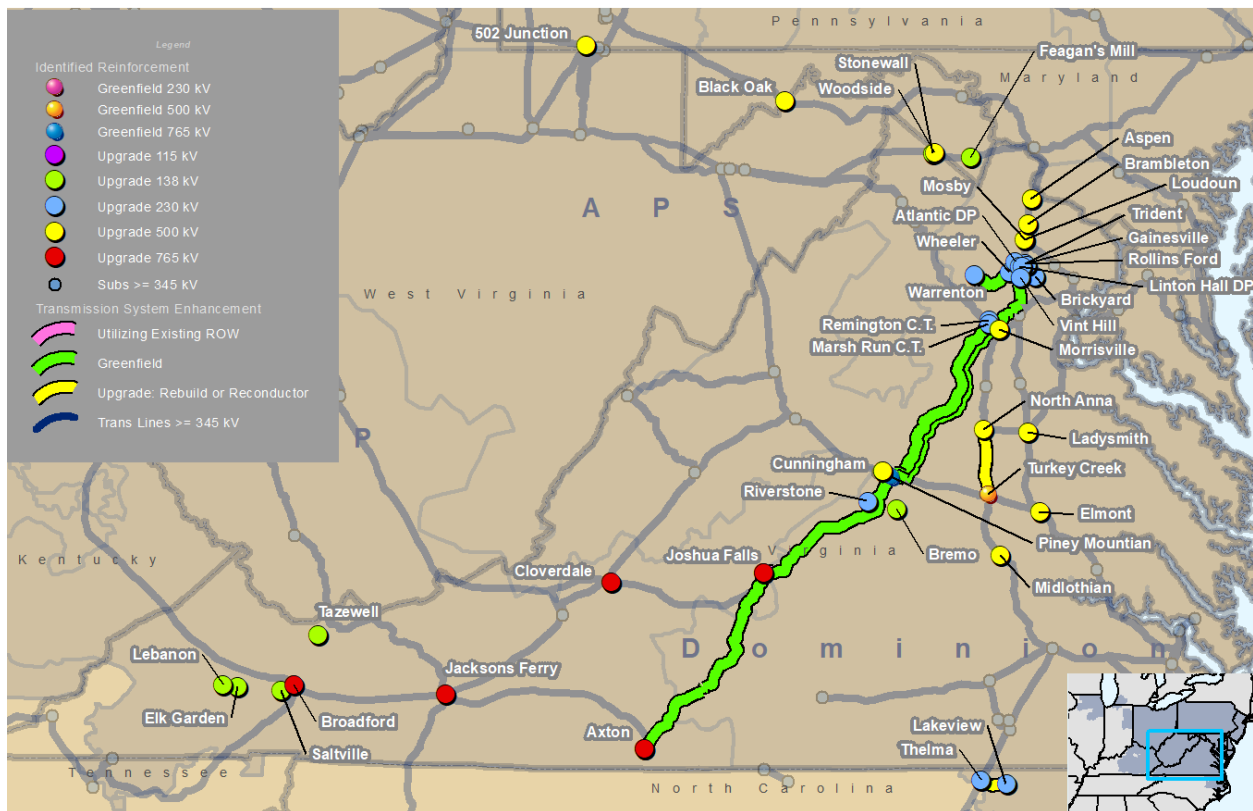 Legend
Identified Reinforcement
Greenfield 230 kV
Greenfield 500 kV
Greenfield 765 kV
Upgrade 115 kV
Upgrade 138 kV
Upgrade 230 kV
Upgrade 500 kV
Upgrade 765 kV
Subs >= 345 kV
Transmission System Enhancement
Utilizing Existing ROW
Greenfield
Upgrade: Rebuild or Reconductor
Trans Lines >= 345 kV
Pennsylvania
502 Junction
Feagan's Mill
Stonewall
Maryland
Black Oak
Woodside
Aspen
Brambleton
Mosby
Loudoun
APS
Atlantic DP
Trident
Wheeler
Gainesville
Rollins Ford
Linton Hall DP
West Virginia
Warrenton
Brickyard
Remington C.T.
Vint Hill
Marsh Run C.T.
Morrisville
North Anna
P
Ladysmith
Cunningham
Turkey Creek
Riverstone
Elmont
Piney Mountian
Virginia
Bremo
Joshua Falls
Kentucky
Cloverdale
Midlothian
Tazewell
Dominion
Lebanon
Jacksons Ferry
Elk Garden
Broadford
Axton
Lakeview
Saltville
Thelma
Tennessee
North Carolina